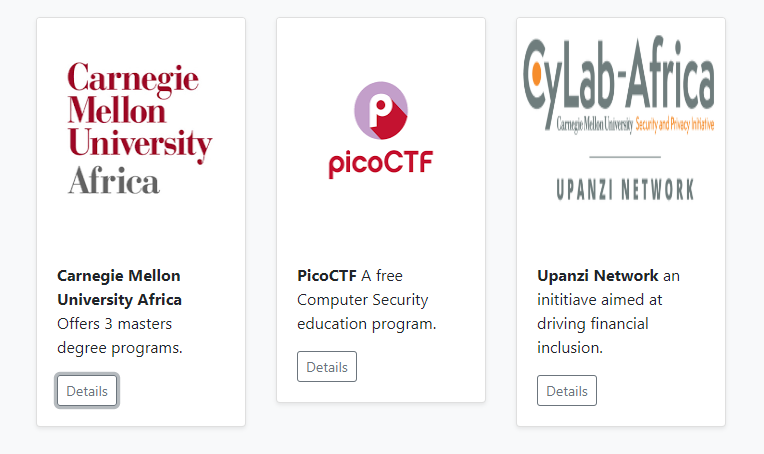 Carnegie
Mellon
University
Africa
Carnegie Mellon
University Africa
Offers 3 masters
degree programs.
Details
p
picoCTF
PicoCTF A free
Computer Security
education program.
Details
CyLab-Africa
Carnegie Mellon University Security and Privacy Initiative
UPANZI NETWORK
Upanzi Network an
inititiave aimed at
driving financial
inclusion.
Details